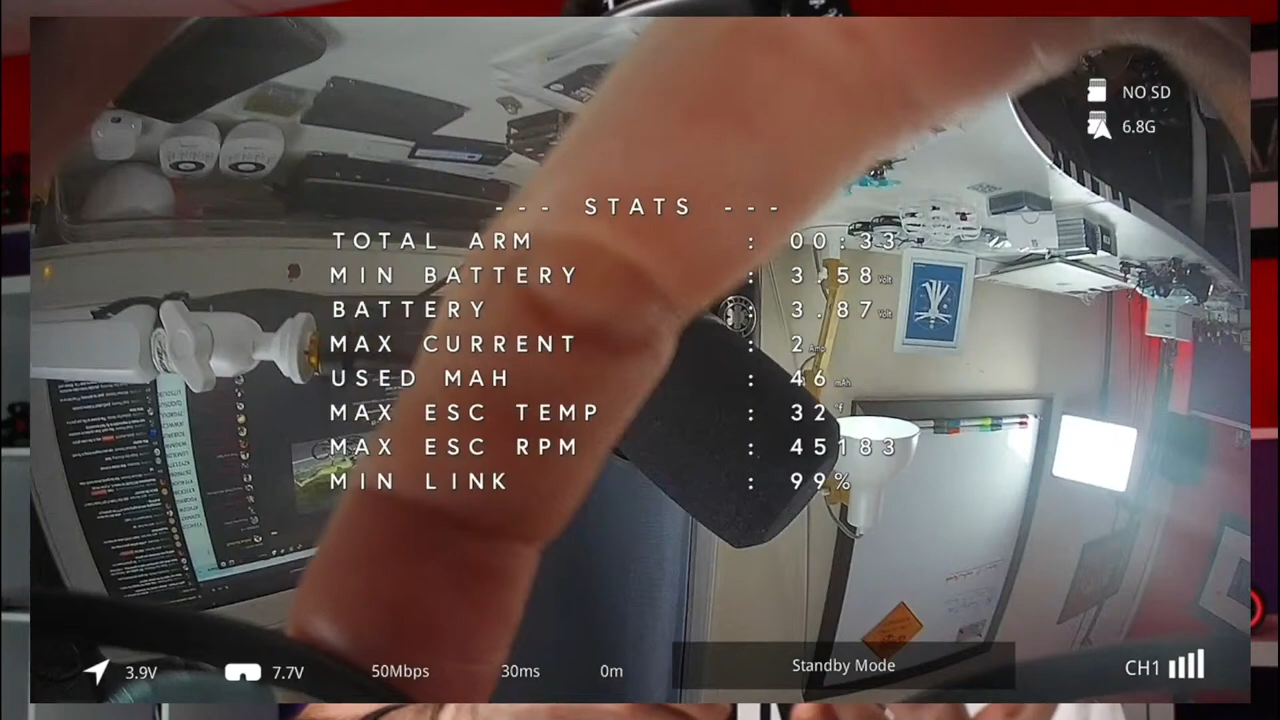 NO SD
6.8G
--- STATS ---
TOTAL ARM : 00:33
MIN BATTERY : 3.58 Volt
BATTERY : 3.87 Volt
MAX CURRENT : 2 Amp
USED MAH : 46 mAh
MAX ESC TEMP : 32 °F
MAX ESC RPM : 45183
MIN LINK : 99%
3.9V 7.7V 50Mbps 30ms 0m Standby Mode CH1